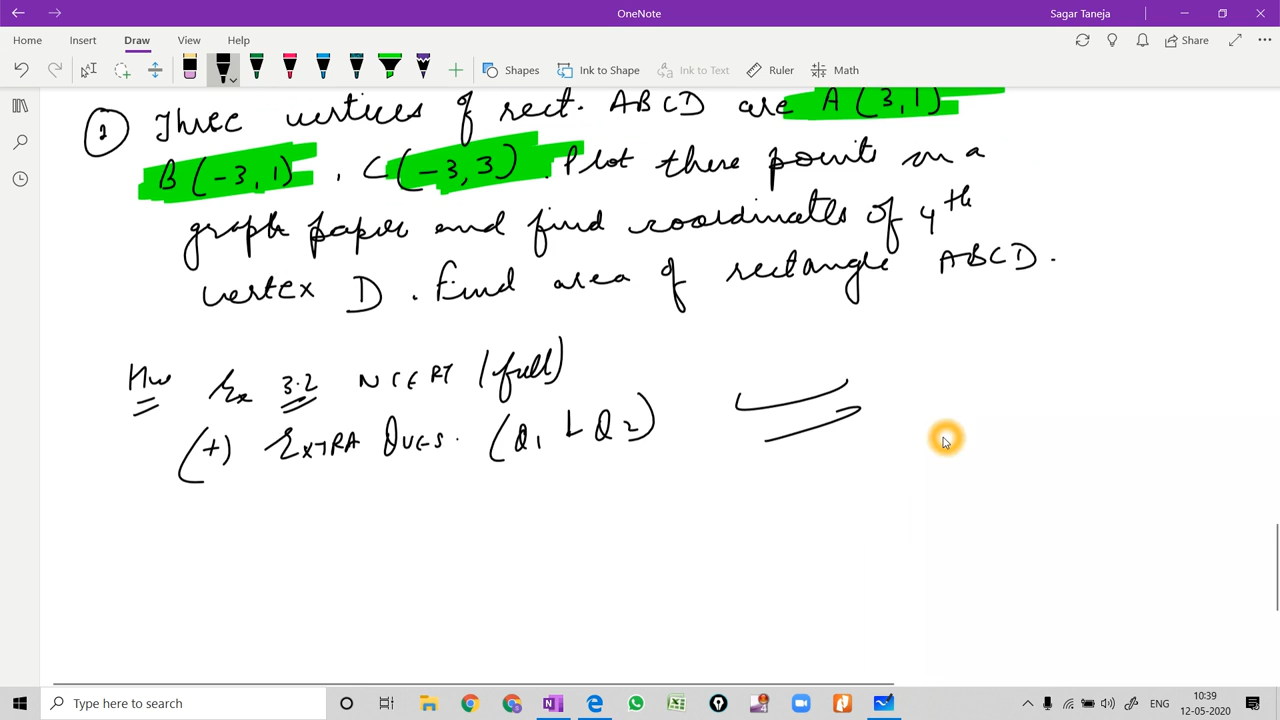 OneNote
Sagar Taneja
Home Insert Draw View Help
Share
Shapes Ink to Shape Ink to Text Ruler Math
2 Three vertices of rect. ABCD are A (3,1)
B (-3,1) , C (-3,3) . Plot these points on a
graph paper and find coordinates of 4th
vertex D . Find area of rectangle ABCD.
HW Ex 3.2 NCERT (full)
(+) EXTRA QUES. (Q1 & Q2)
Type here to search
ENG
10:39
12-05-2020